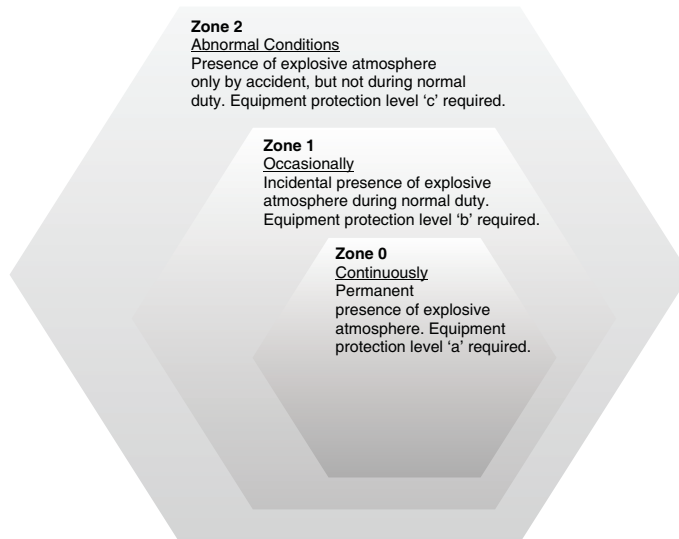 Zone 2
Abnormal Conditions
Presence of explosive atmosphere
only by accident, but not during normal
duty. Equipment protection level ‘c’ required.
Zone 1
Occasionally
Incidental presence of explosive
atmosphere during normal duty.
Equipment protection level ‘b’ required.
Zone 0
Continuously
Permanent
presence of explosive
atmosphere. Equipment
protection level ‘a’ required.